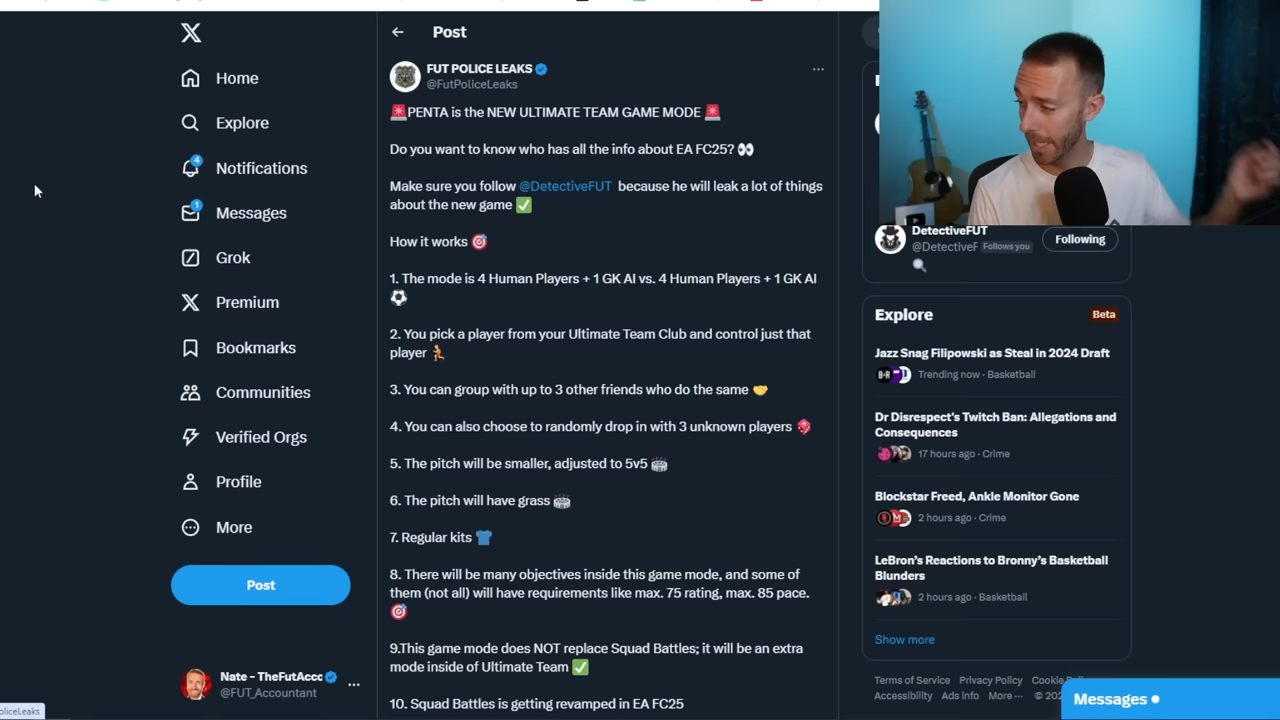 Home
Explore
Notifications
4
Messages
1
Grok
Premium
Bookmarks
Communities
Verified Orgs
Profile
More
Post
Nate - TheFutAcc
@FUT_Accountant
oliceLeaks
Post
FUT POLICE LEAKS
@FutPoliceLeaks
🚨PENTA is the NEW ULTIMATE TEAM GAME MODE 🚨
Do you want to know who has all the info about EA FC25? 👀
Make sure you follow @DetectiveFUT because he will leak a lot of things
about the new game ✅
How it works 🎯
1. The mode is 4 Human Players + 1 GK AI vs. 4 Human Players + 1 GK AI
⚽
2. You pick a player from your Ultimate Team Club and control just that
player 🏃
3. You can group with up to 3 other friends who do the same 🤝
4. You can also choose to randomly drop in with 3 unknown players 🎲
5. The pitch will be smaller, adjusted to 5v5 🏟
6. The pitch will have grass 🏟
7. Regular kits 👕
8. There will be many objectives inside this game mode, and some of
them (not all) will have requirements like max. 75 rating, max. 85 pace.
🎯
9.This game mode does NOT replace Squad Battles; it will be an extra
mode inside of Ultimate Team ✅
10. Squad Battles is getting revamped in EA FC25
DetectiveFUT
@DetectiveF Follows you
Following
🔍
Explore
Beta
Jazz Snag Filipowski as Steal in 2024 Draft
Trending now · Basketball
Dr Disrespect's Twitch Ban: Allegations and
Consequences
17 hours ago · Crime
Blockstar Freed, Ankle Monitor Gone
2 hours ago · Crime
LeBron's Reactions to Bronny's Basketball
Blunders
2 hours ago · Basketball
Show more
Terms of Service Privacy Policy Cookie
Accessibility Ads info More ···
Messages